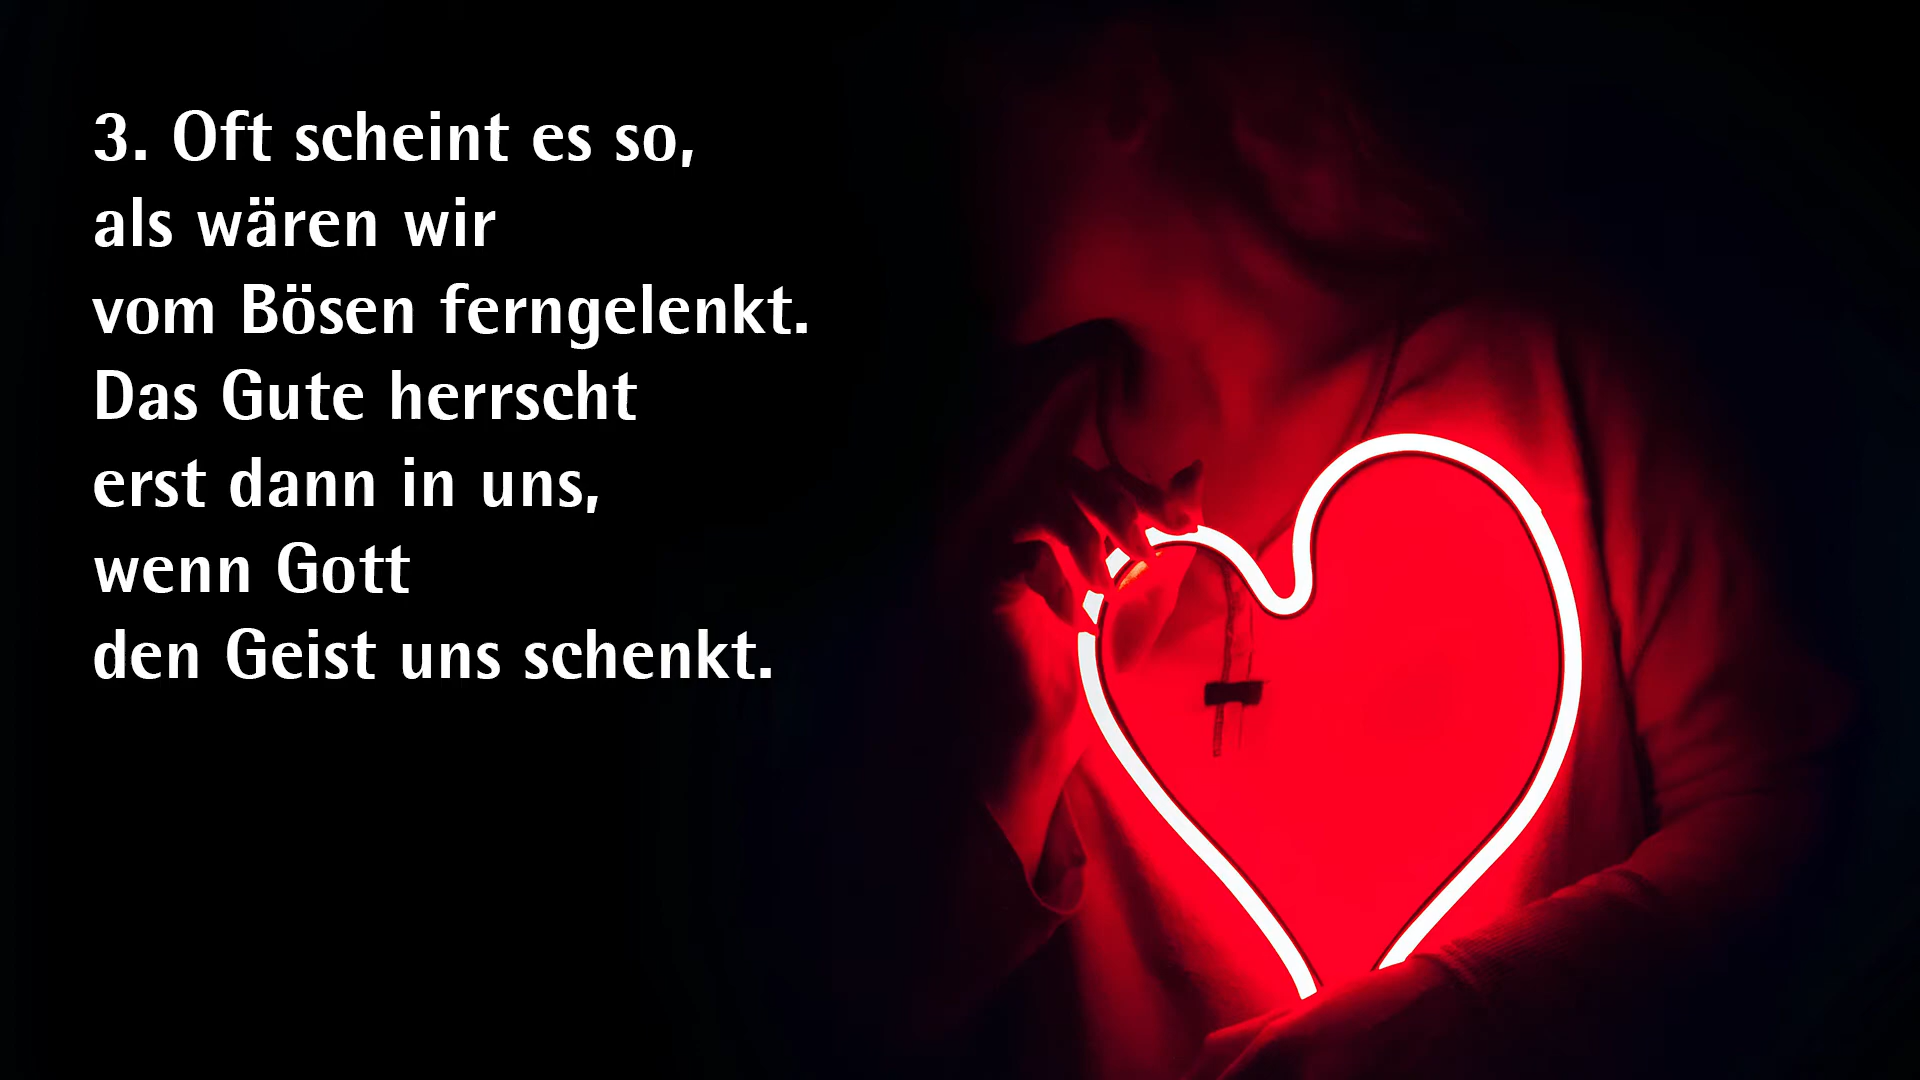 3. Oft scheint es so,
als wären wir
vom Bösen ferngelenkt.
Das Gute herrscht
erst dann in uns,
wenn Gott
den Geist uns schenkt.